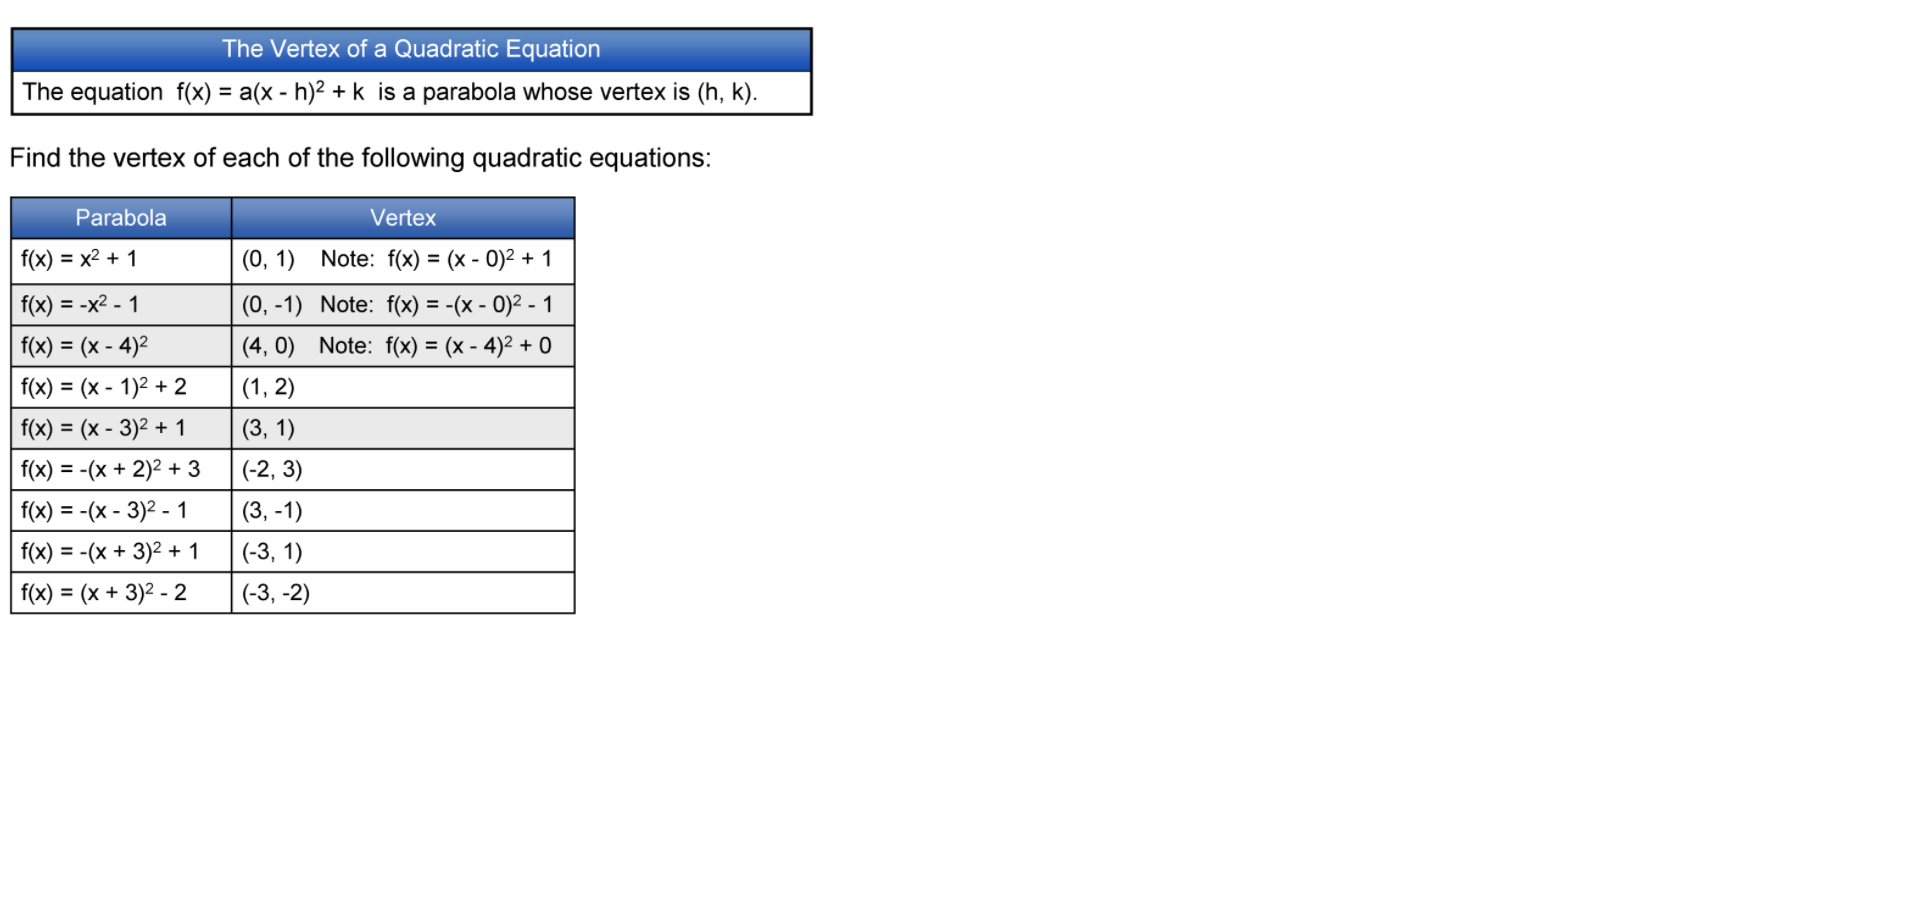 The Vertex of a Quadratic Equation
The equation f(x) = a(x - h)² + k is a parabola whose vertex is (h, k).
Find the vertex of each of the following quadratic equations:
Parabola Vertex
f(x) = x² + 1 (0, 1) Note: f(x) = (x - 0)² + 1
f(x) = -x² - 1 (0, -1) Note: f(x) = -(x - 0)² - 1
f(x) = (x - 4)² (4, 0) Note: f(x) = (x - 4)² + 0
f(x) = (x - 1)² + 2 (1, 2)
f(x) = (x - 3)² + 1 (3, 1)
f(x) = -(x + 2)² + 3 (-2, 3)
f(x) = -(x - 3)² - 1 (3, -1)
f(x) = -(x + 3)² + 1 (-3, 1)
f(x) = (x + 3)² - 2 (-3, -2)